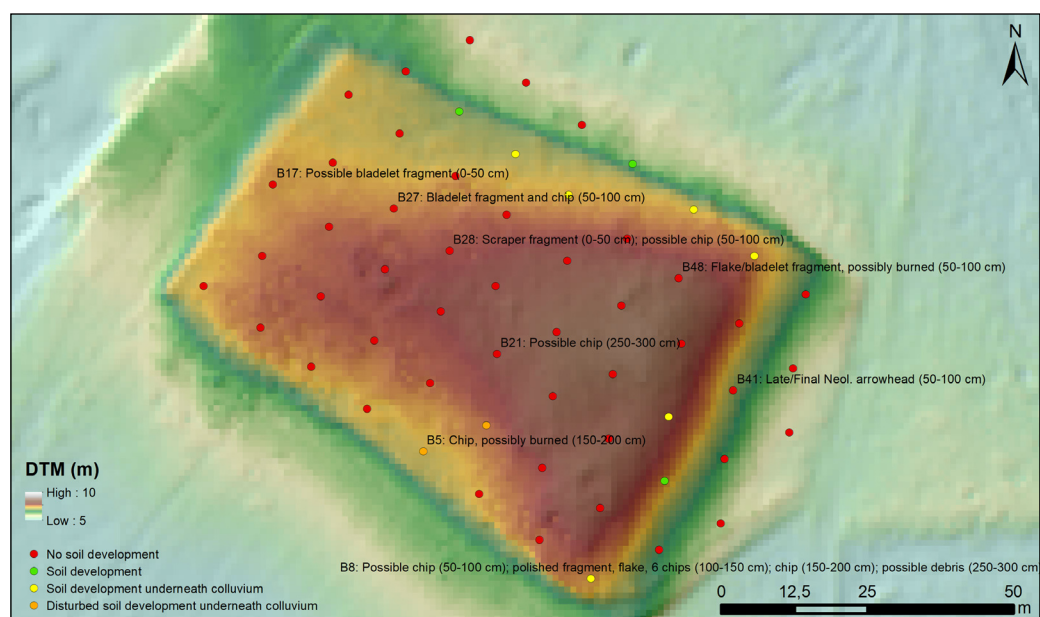 N
B17: Possible bladelet fragment (0-50 cm)
B27: Bladelet fragment and chip (50-100 cm)
B28: Scraper fragment (0-50 cm); possible chip (50-100 cm)
B48: Flake/bladelet fragment, possibly burned (50-100 cm)
B21: Possible chip (250-300 cm)
B41: Late/Final Neol. arrowhead (50-100 cm)
B5: Chip, possibly burned (150-200 cm)
DTM (m)
High : 10
Low : 5
No soil development
Soil development
Soil development underneath colluvium
Disturbed soil development underneath colluvium
B8: Possible chip (50-100 cm); polished fragment, flake, 6 chips (100-150 cm); chip (150-200 cm); possible debris (250-300 cm
0 12,5 25 50
m